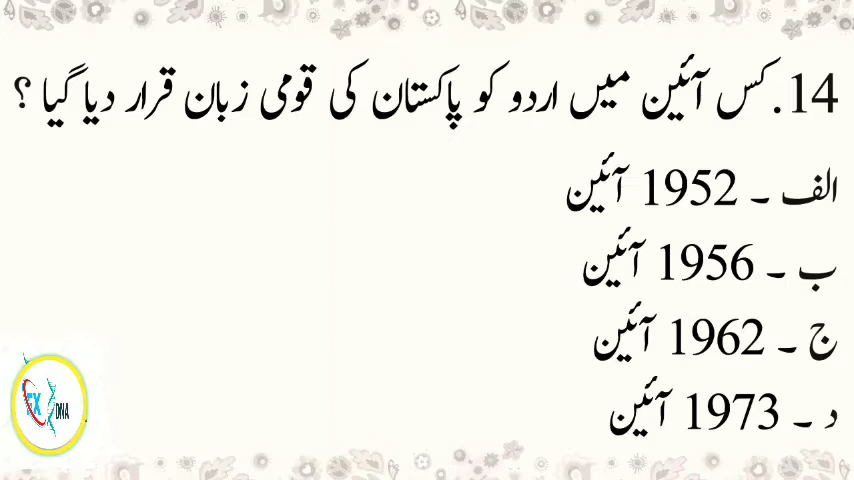 14.کس آئین میں اردو کو پاکستان کی قومی زبان قرار دیا گیا ؟
الف ۔ 1952 آئین
ب ۔ 1956 آئین
ج ۔ 1962 آئین
د ۔ 1973 آئین
DNA